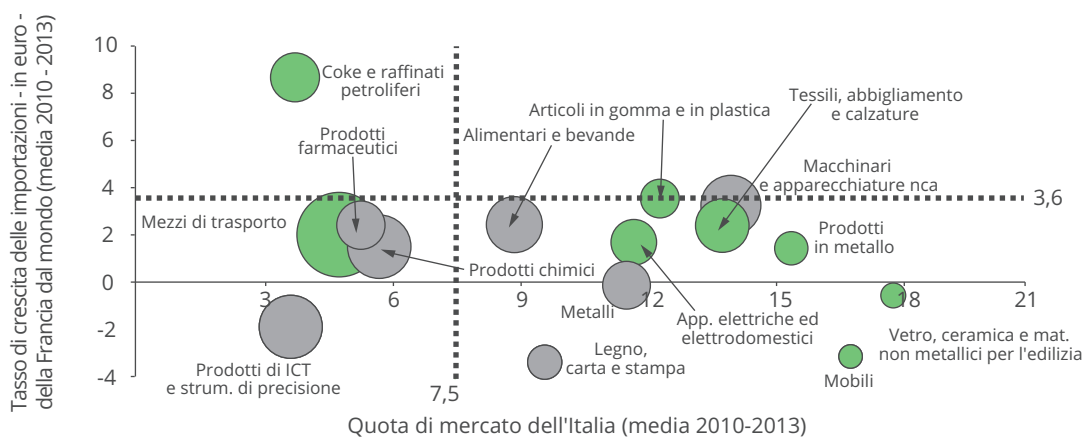 Tasso di crescita delle importazioni - in euro -
della Francia dal mondo (media 2010 - 2013)
10
8
6
4
2
0
-2
-4
Coke e raffinati
petroliferi
Prodotti
farmaceutici
Alimentari e bevande
Articoli in gomma e in plastica
Tessili, abbigliamento
e calzature
Macchinari
e apparecchiature nca
3,6
Mezzi di trasporto
Prodotti
in metallo
Prodotti chimici
3
6
9
12
15
18
21
Metalli
App. elettriche ed
elettrodomestici
Vetro, ceramica e mat.
non metallici per l'edilizia
Prodotti di ICT
e strum. di precisione
Legno,
carta e stampa
Mobili
7,5
Quota di mercato dell'Italia (media 2010-2013)